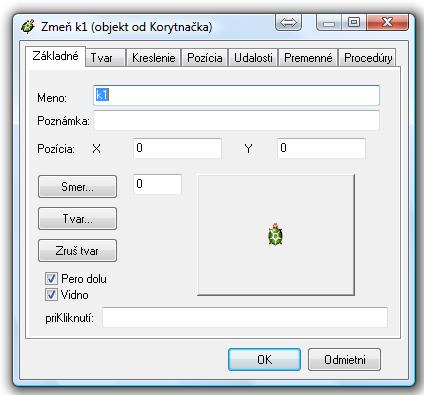 Zmeň k1 (objekt od Korytnačka)
Základné Tvar Kreslenie Pozícia Udalosti Premenné Procedúry
Meno: k1
Poznámka:
Pozícia: X 0 Y 0
Smer... 0
Tvar...
Zruš tvar
Pero dolu
Vidno
priKliknutí:
OK Odmietni